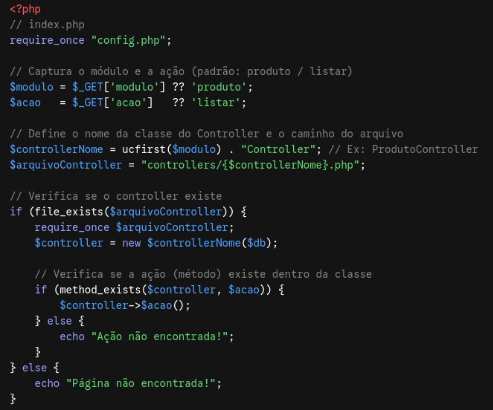 <?php
// index.php
require_once "config.php";

// Captura o módulo e a ação (padrão: produto / listar)
$modulo = $_GET['modulo'] ?? 'produto';
$acao   = $_GET['acao']   ?? 'listar';

// Define o nome da classe do Controller e o caminho do arquivo
$controllerNome = ucfirst($modulo) . "Controller"; // Ex: ProdutoController
$arquivoController = "controllers/{$controllerNome}.php";

// Verifica se o controller existe
if (file_exists($arquivoController)) {
    require_once $arquivoController;
    $controller = new $controllerNome($db);

    // Verifica se a ação (método) existe dentro da classe
    if (method_exists($controller, $acao)) {
        $controller->$acao();
    } else {
        echo "Ação não encontrada!";
    }
} else {
    echo "Página não encontrada!";
}